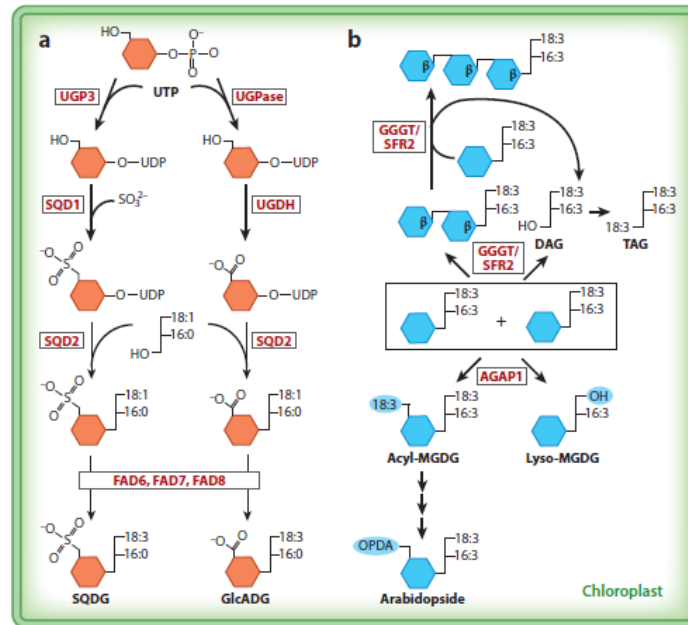 a
HO
O⁻
O—P—O
O
UTP
UGP3
UGPase
HO
O—UDP
HO
O—UDP
SQD1
SO₃²⁻
UGDH
⁻O
O
S
O
O—UDP
⁻O
O
O—UDP
18:1
16:0
HO
SQD2
SQD2
⁻O
O
S
O
18:1
16:0
⁻O
O
18:1
16:0
FAD6, FAD7, FAD8
⁻O
O
S
O
18:3
16:0
SQDG
⁻O
O
18:3
16:0
GlcADG
b
β
β
β
18:3
16:3
GGGT/
SFR2
18:3
16:3
β
β
18:3
16:3
18:3
16:3
HO
DAG
18:3
16:3
18:3
TAG
GGGT/
SFR2
18:3
16:3
+
18:3
16:3
AGAP1
18:3
18:3
16:3
Acyl-MGDG
OH
16:3
Lyso-MGDG
OPDA
18:3
16:3
Arabidopside
Chloroplast